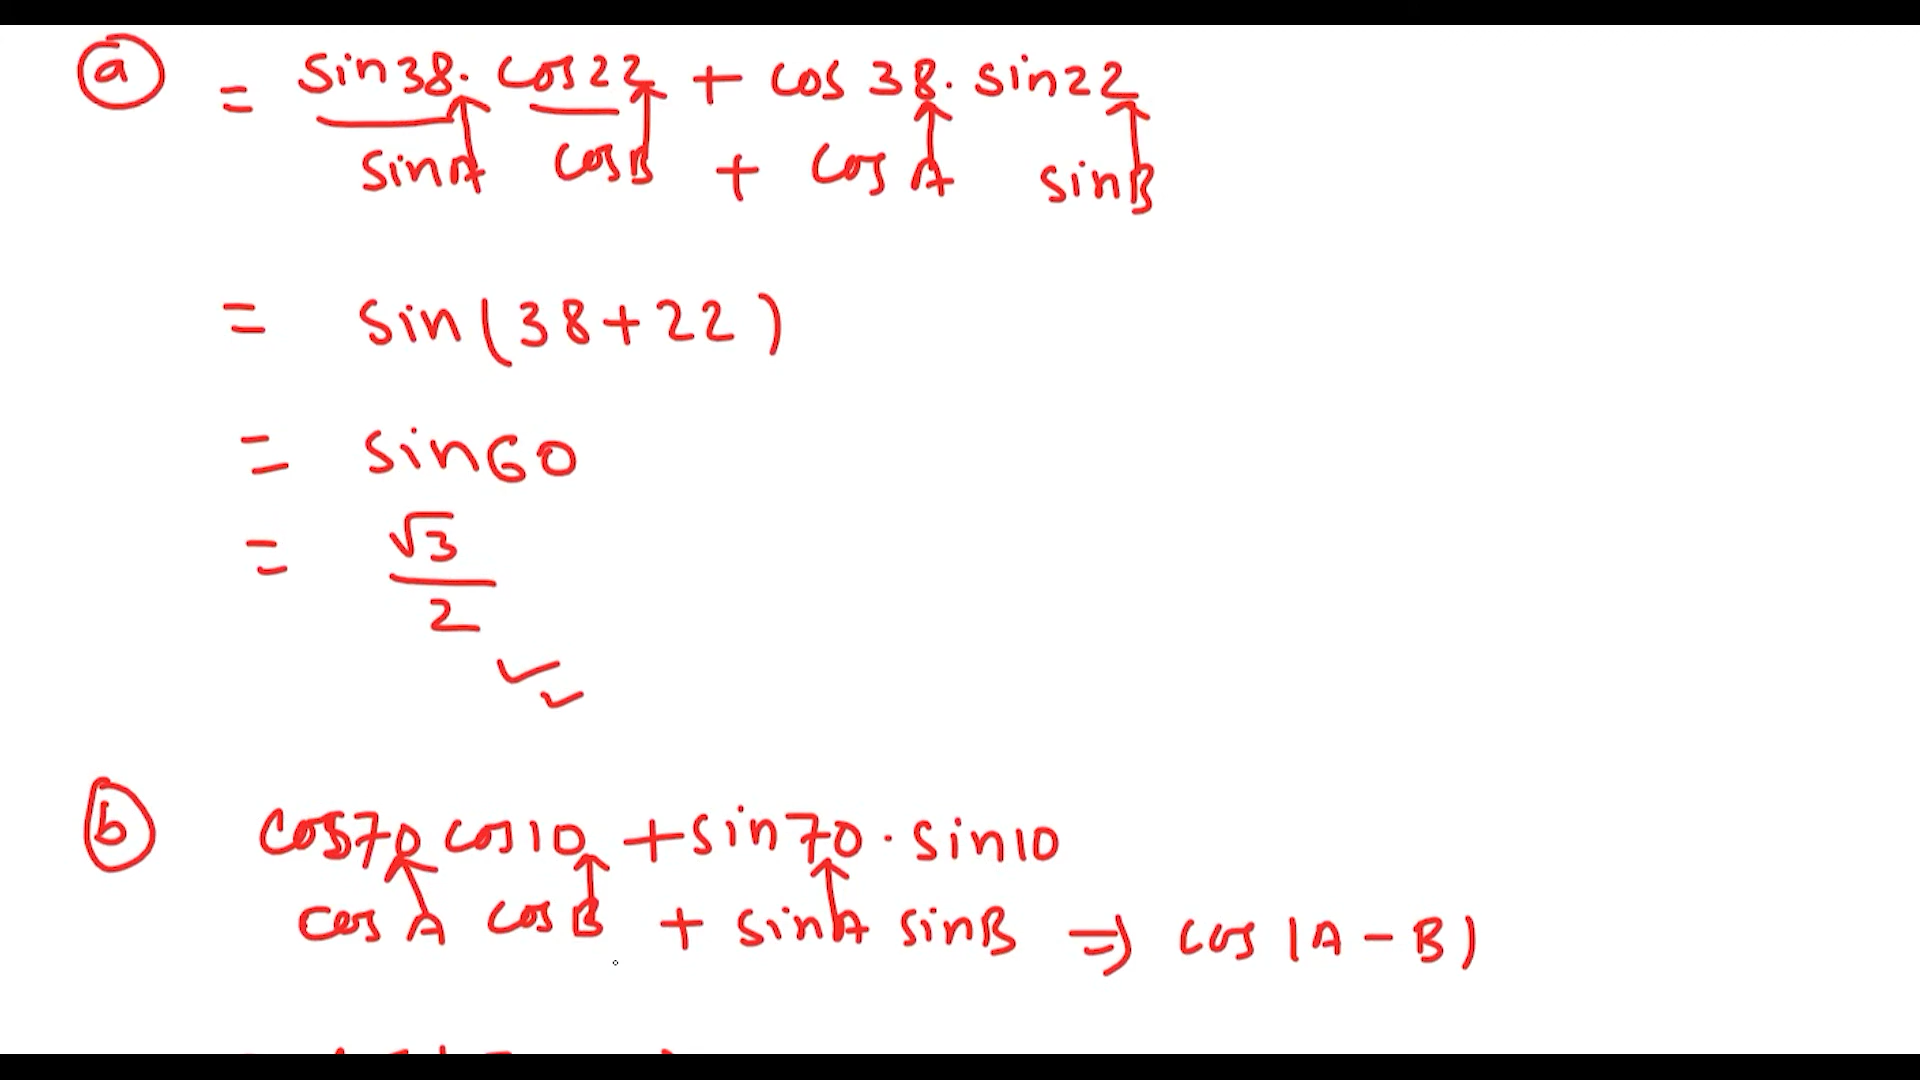 a
= sin38. cos22 + cos 38. sin22
sinA cosB + cos A sinB
= sin(38+22)
= sin60
= √3
2
b cos70 cos10 + sin70 . sin10
cos A cos B + sinA sinB ⇒ cos (A - B)